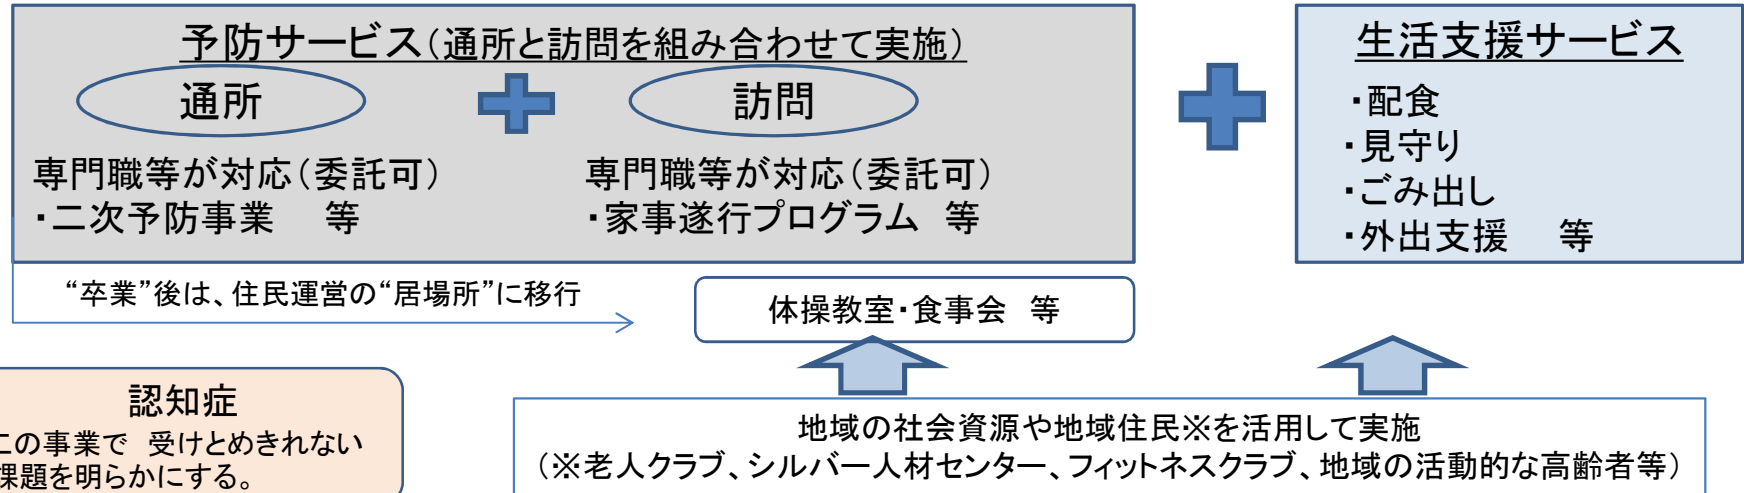 予防サービス(通所と訪問を組み合わせて実施)
通所
訪問
専門職等が対応(委託可)
・二次予防事業 等
専門職等が対応(委託可)
・家事遂行プログラム 等
生活支援サービス
・配食
・見守り
・ごみ出し
・外出支援 等
“卒業”後は、住民運営の“居場所”に移行
体操教室・食事会 等
認知症
この事業で 受けとめきれない
課題を明らかにする。
地域の社会資源や地域住民※を活用して実施
(※老人クラブ、シルバー人材センター、フィットネスクラブ、地域の活動的な高齢者等)